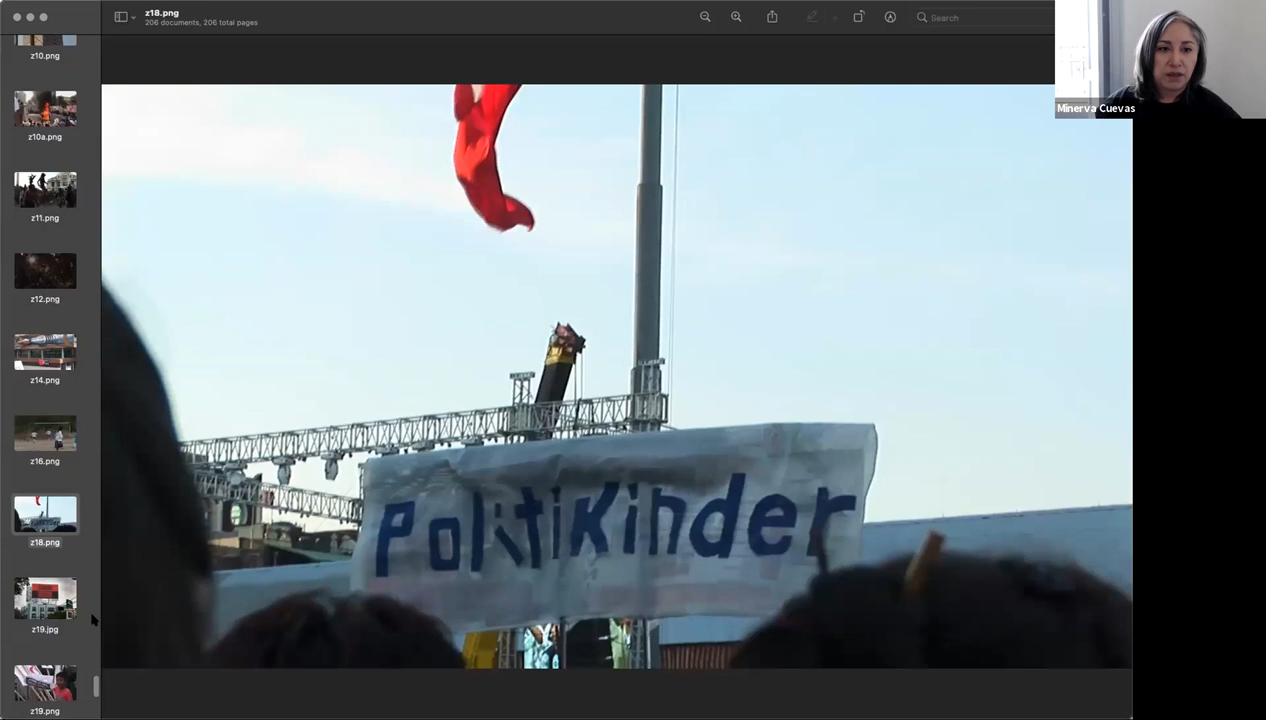 z18.png
206 documents, 206 total pages
Search
Minerva Cuevas
z10.png
z10a.png
z11.png
z12.png
z14.png
z16.png
z18.png
z19.jpg
z19.png
Politikinder